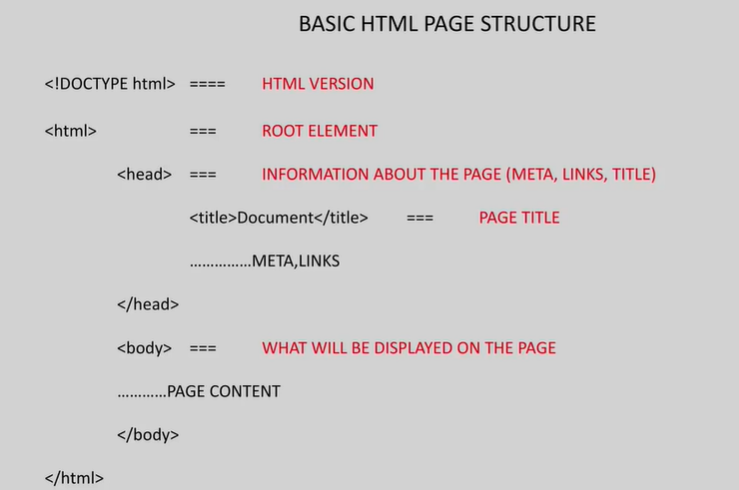 BASIC HTML PAGE STRUCTURE
<!DOCTYPE html> ==== HTML VERSION
<html> === ROOT ELEMENT
<head> === INFORMATION ABOUT THE PAGE (META, LINKS, TITLE)
<title>Document</title> === PAGE TITLE
...............META,LINKS
</head>
<body> === WHAT WILL BE DISPLAYED ON THE PAGE
............PAGE CONTENT
</body>
</html>